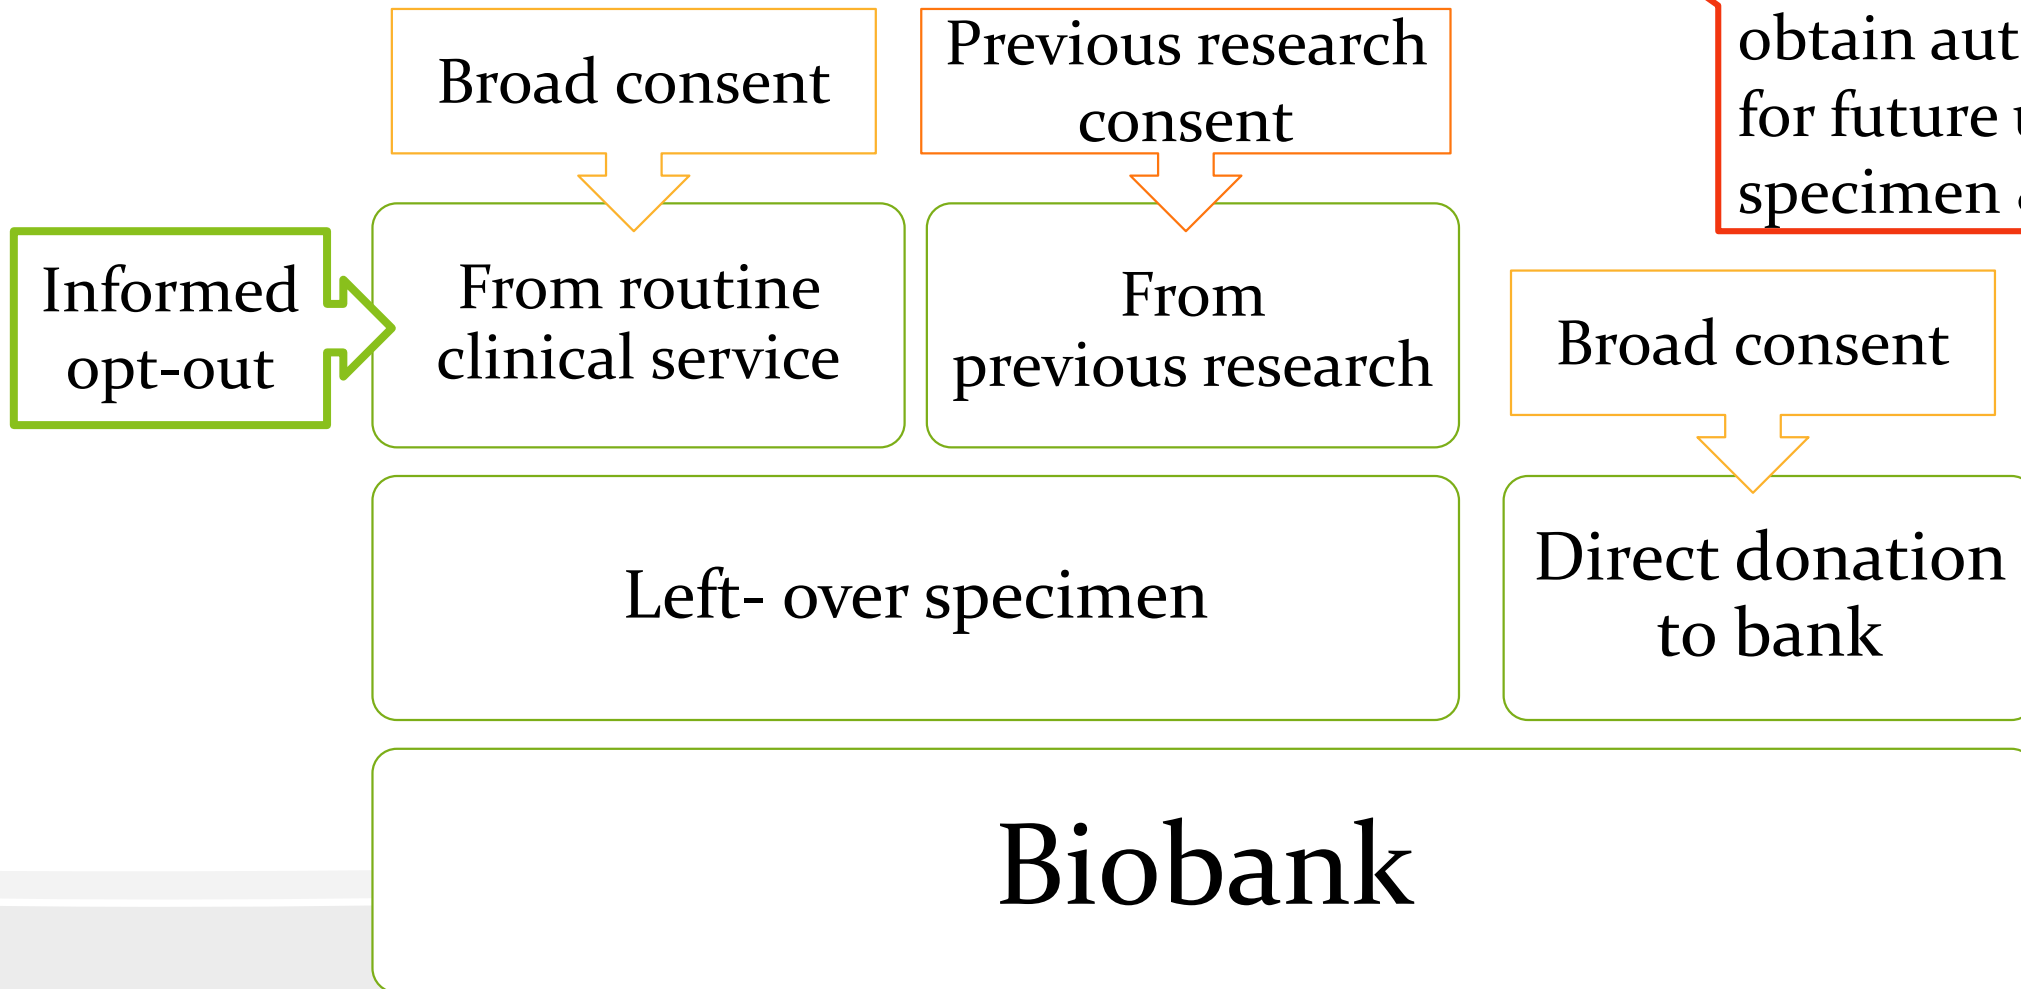 Broad consent
Previous research
consent
obtain
for future
specimen
Informed
opt-out
From routine
clinical service
From
previous research
Broad consent
Left- over specimen
Direct donation
to bank
Biobank